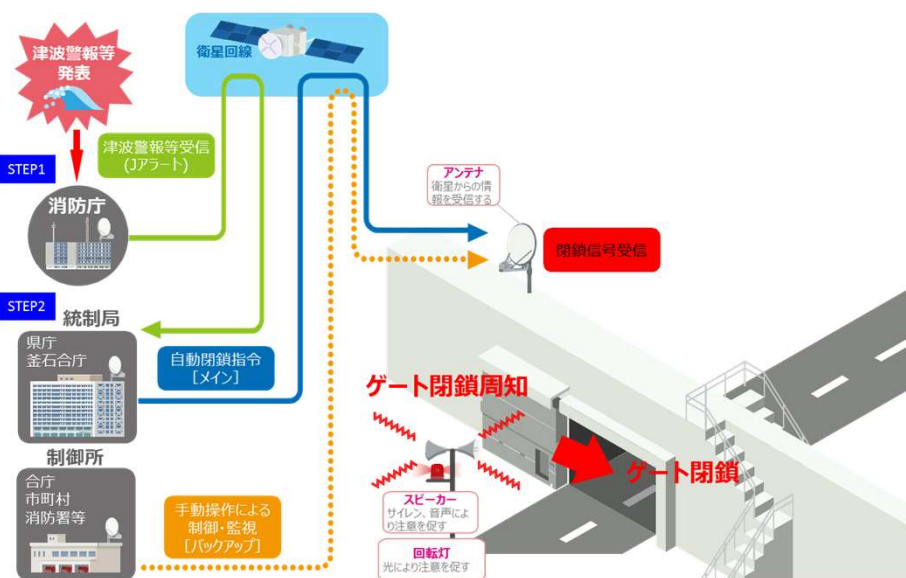 津波警報等
発表
衛星回線
津波警報等受信
(Jアラート)
STEP1
消防庁
アンテナ
衛星からの情
報を受信する
閉鎖信号受信
STEP2
統制局
県庁
釜石合庁
自動閉鎖指令
[メイン]
ゲート閉鎖周知
ゲート閉鎖
制御所
合庁
市町村
消防署等
手動操作による
制御・監視
[バックアップ]
スピーカー
サイレン、音声によ
り注意を促す
回転灯
光により注意を促す